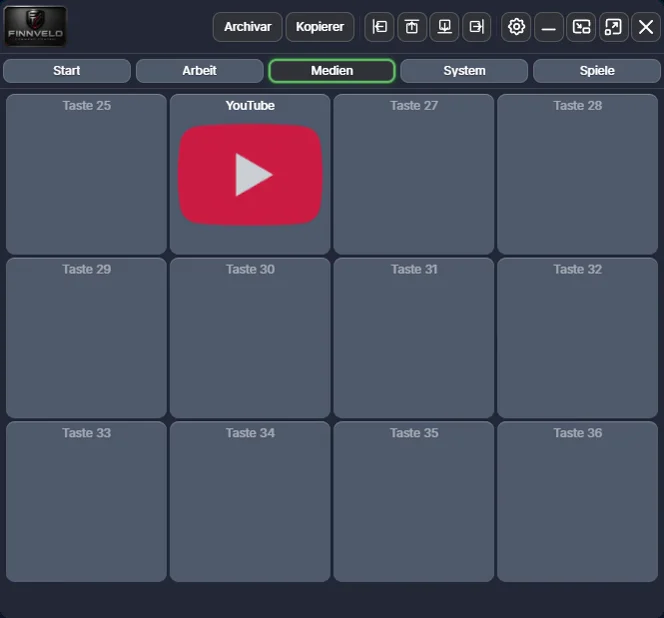 FINNVELO
Archivar Kopierer
Start Arbeit Medien System Spiele
Taste 25 YouTube Taste 27 Taste 28
Taste 29 Taste 30 Taste 31 Taste 32
Taste 33 Taste 34 Taste 35 Taste 36